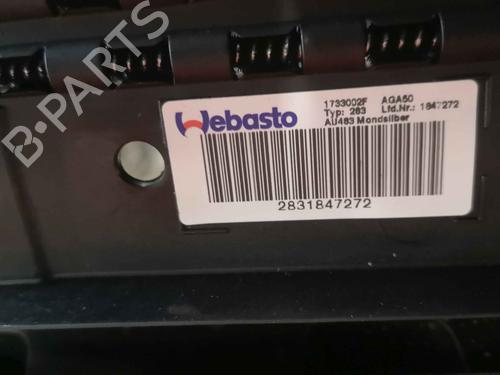 B-PARTS
Webasto
1733002F AGA50
Typ: 283 Lfd.Nr.: 1847272
AU483 Mondsilber
2831847272